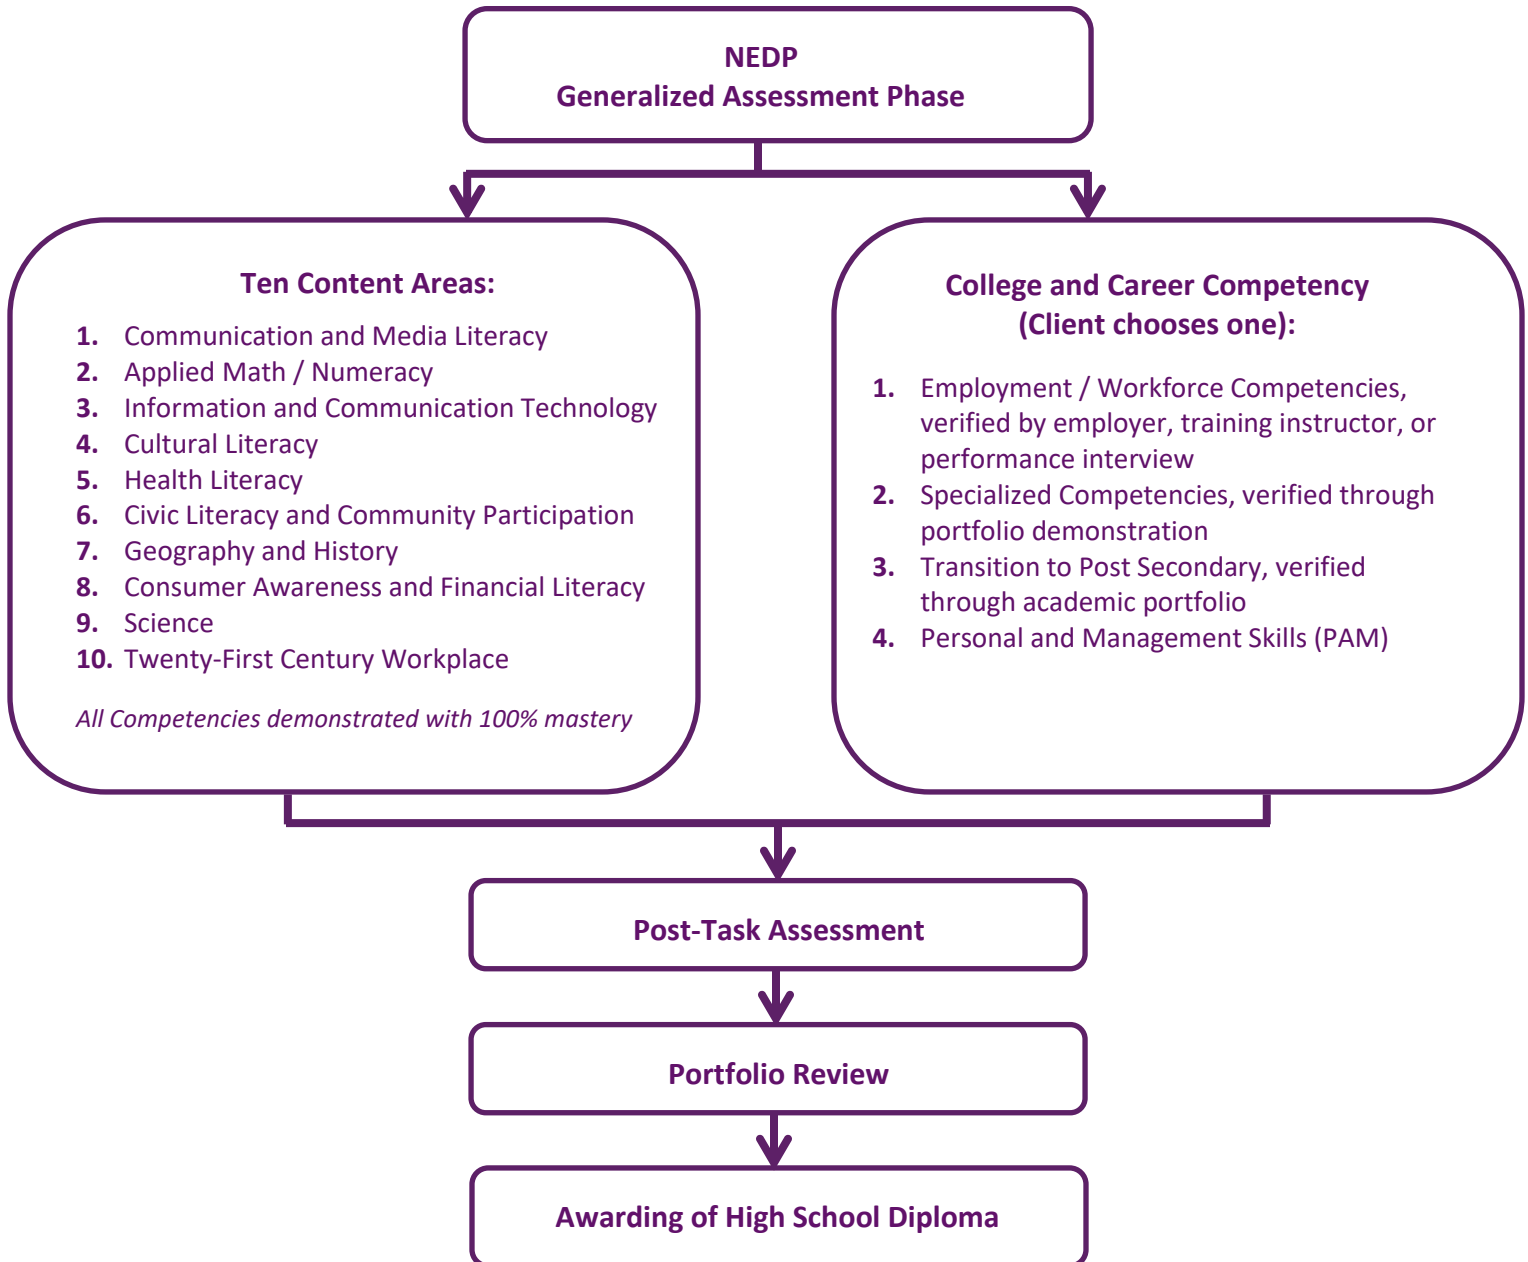 NEDP
Generalized Assessment Phase
Ten Content Areas:
1. Communication and Media Literacy
2. Applied Math / Numeracy
3. Information and Communication Technology
4. Cultural Literacy
5. Health Literacy
6. Civic Literacy and Community Participation
7. Geography and History
8. Consumer Awareness and Financial Literacy
9. Science
10. Twenty-First Century Workplace
All Competencies demonstrated with 100% mastery
College and Career Competency
(Client chooses one):
1. Employment / Workforce Competencies,
verified by employer, training instructor, or
performance interview
2. Specialized Competencies, verified through
portfolio demonstration
3. Transition to Post Secondary, verified
through academic portfolio
4. Personal and Management Skills (PAM)
Post-Task Assessment
Portfolio Review
Awarding of High School Diploma